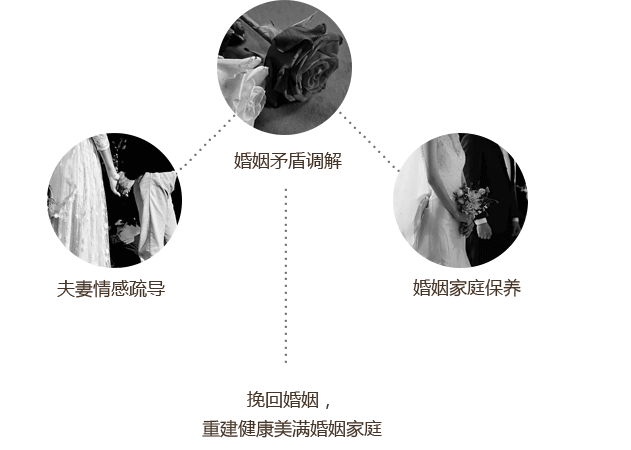 婚姻矛盾调解
夫妻情感疏导
婚姻家庭保养
挽回婚姻，
重建健康美满婚姻家庭